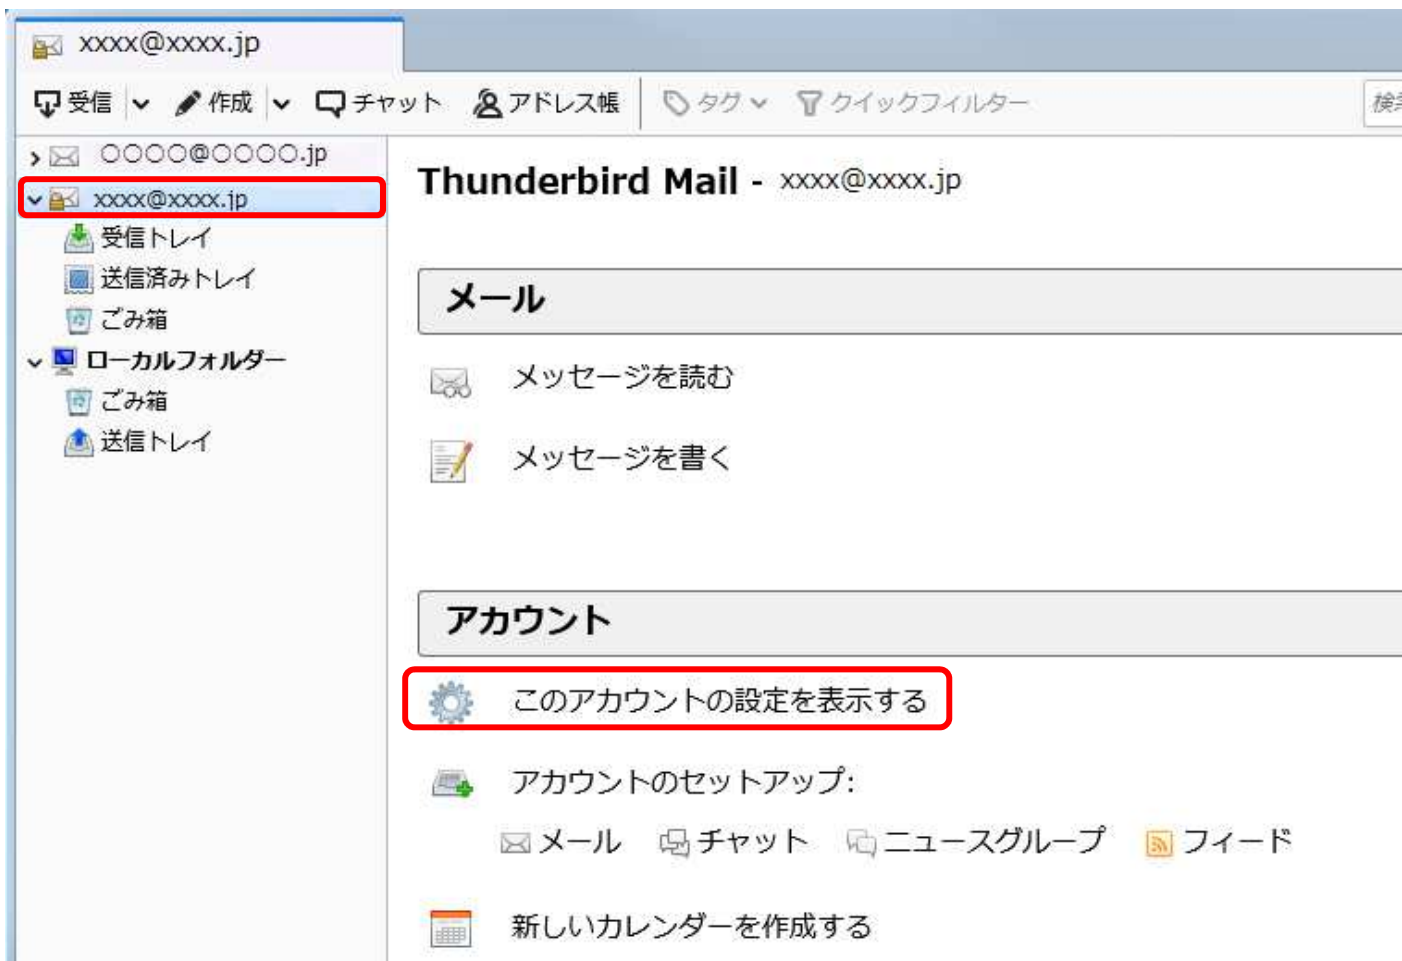 xxxx@xxxx.jp
受信 作成 チャット アドレス帳 タグ クイックフィルター 検
○○○○@○○○○.jp
xxxx@xxxx.jp
受信トレイ
送信済みトレイ
ごみ箱
ローカルフォルダー
ごみ箱
送信トレイ
Thunderbird Mail - xxxx@xxxx.jp
メール
メッセージを読む
メッセージを書く
アカウント
このアカウントの設定を表示する
アカウントのセットアップ:
メール チャット ニュースグループ フィード
新しいカレンダーを作成する